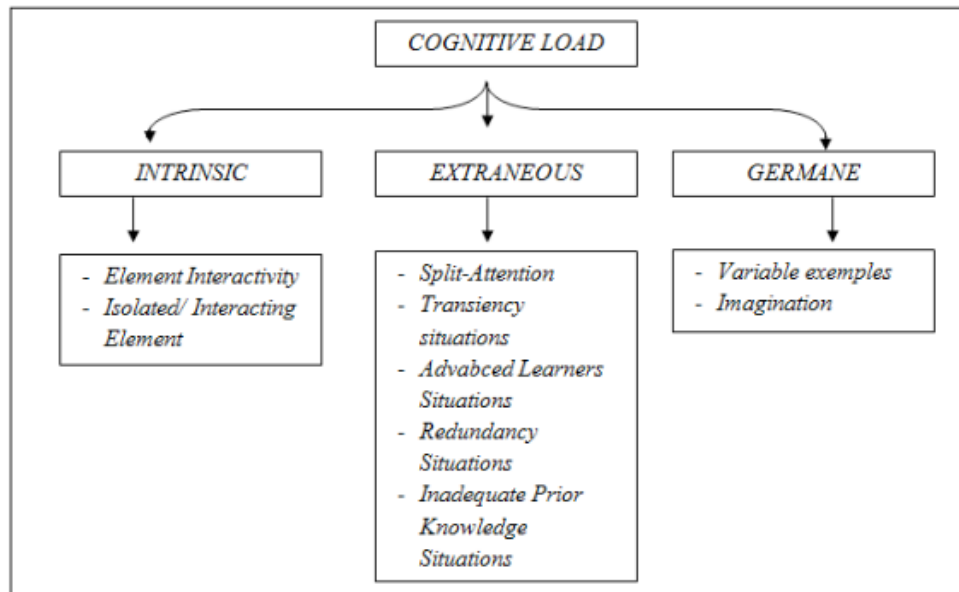 COGNITIVE LOAD
INTRINSIC
EXTRANEOUS
GERMANE
- Element Interactivity
- Isolated/ Interacting
Element
- Split-Attention
- Transiency
situations
- Advabced Learners
Situations
- Redundancy
Situations
- Inadequate Prior
Knowledge
Situations
- Variable exemples
- Imagination